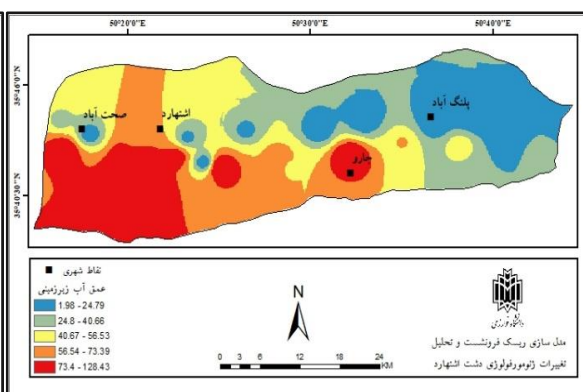 50°20'0"E 50°30'0"E 50°40'0"E
35°46'0"N
35°40'30"N
صحت آباد
اشتهارد
پلنگ آباد
جارو
نقاط شهری
عمق آب زیرزمینی
1.98 - 24.79
24.8 - 40.66
40.67 - 56.53
56.54 - 73.39
73.4 - 128.43
N
0 3 6 12 18 24
KM
دانشگاه خوارزمی
مدل سازی ریسک فرونشست و تحلیل
تغییرات ژئومورفولوژی دشت اشتهارد